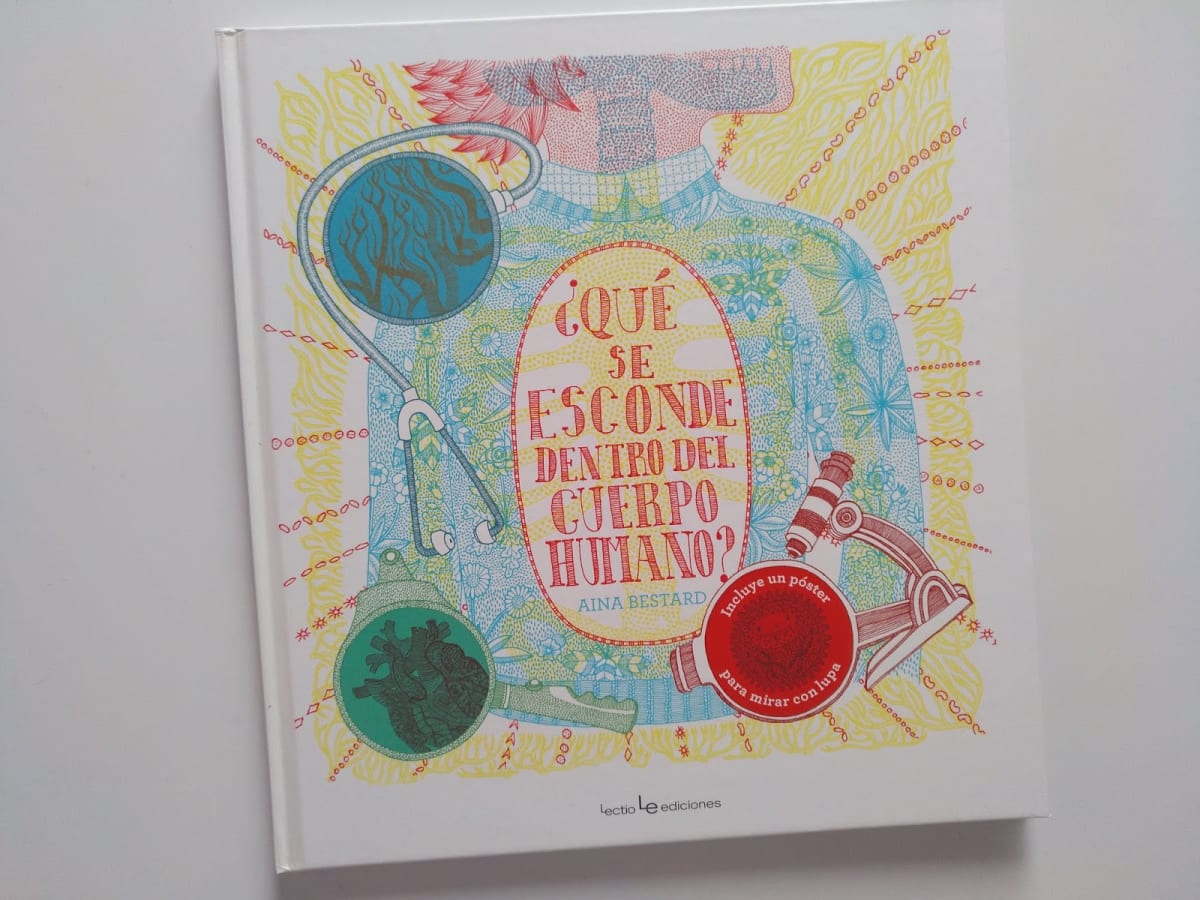 ¿QUÉ
SE
ESCONDE
DENTRO DEL
CUERPO
HUMANO?
AINA BESTARD
Incluye un póster
para mirar con lupa
Lectio Le ediciones